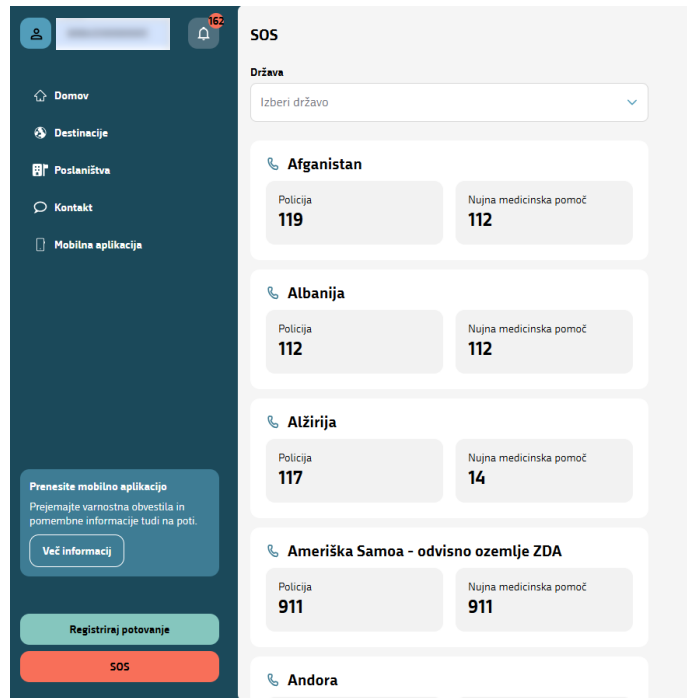 162
Domov
Destinacije
Poslaništva
Kontakt
Mobilna aplikacija
Prenesite mobilno aplikacijo
Prejemajte varnostna obvestila in
pomembne informacije tudi na poti.
Več informacij
Registriraj potovanje
SOS
SOS
Država
Izberi državo
Afganistan
Policija
119
Nujna medicinska pomoč
112
Albanija
Policija
112
Nujna medicinska pomoč
112
Alžirija
Policija
117
Nujna medicinska pomoč
14
Ameriška Samoa - odvisno ozemlje ZDA
Policija
911
Nujna medicinska pomoč
911
Andora